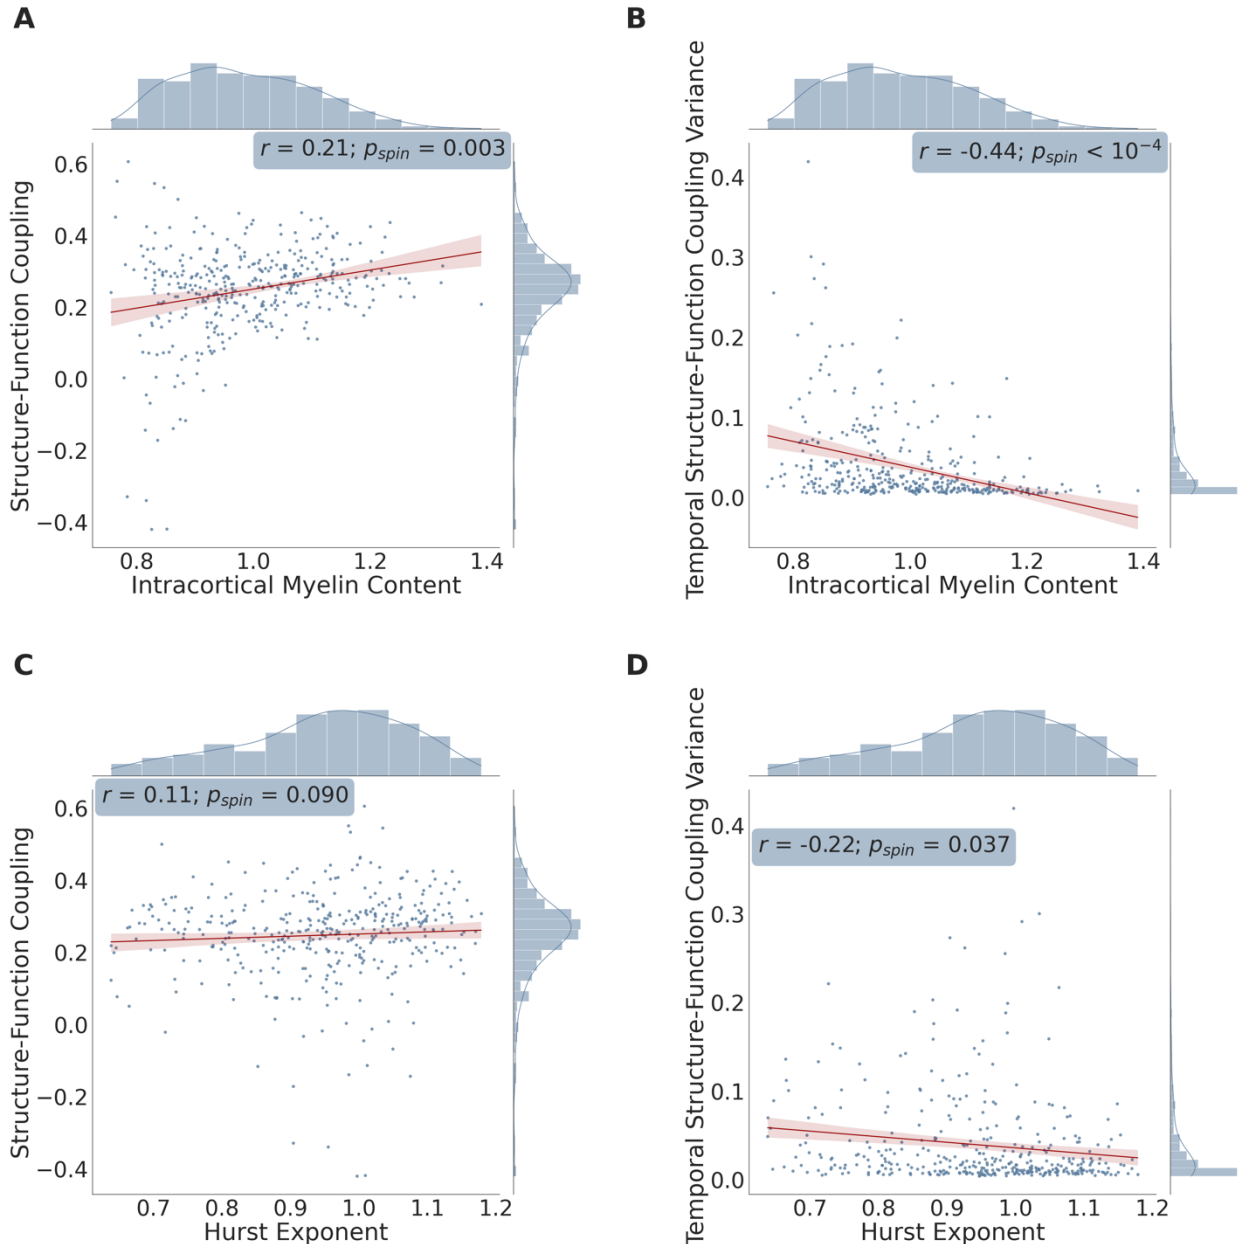 A
r = 0.21; p_spin = 0.003
Structure-Function Coupling
0.6
0.4
0.2
0.0
−0.2
−0.4
0.8 1.0 1.2 1.4
Intracortical Myelin Content
B
r = -0.44; p_spin < 10^−4
Temporal Structure-Function Coupling Variance
0.4
0.3
0.2
0.1
0.0
0.8 1.0 1.2 1.4
Intracortical Myelin Content
C
r = 0.11; p_spin = 0.090
Structure-Function Coupling
0.6
0.4
0.2
0.0
−0.2
−0.4
0.7 0.8 0.9 1.0 1.1 1.2
Hurst Exponent
D
r = -0.22; p_spin = 0.037
Temporal Structure-Function Coupling Variance
0.4
0.3
0.2
0.1
0.0
0.7 0.8 0.9 1.0 1.1 1.2
Hurst Exponent